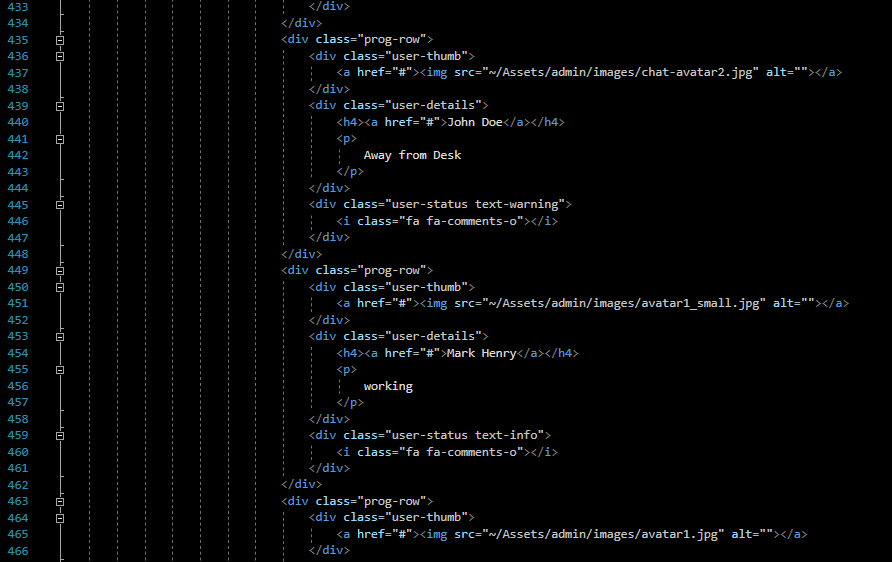 433 </div>
434 </div>
435 <div class="prog-row">
436 <div class="user-thumb">
437 <a href="#"><img src="~/Assets/admin/images/chat-avatar2.jpg" alt=""></a>
438 </div>
439 <div class="user-details">
440 <h4><a href="#">John Doe</a></h4>
441 <p>
442 Away from Desk
443 </p>
444 </div>
445 <div class="user-status text-warning">
446 <i class="fa fa-comments-o"></i>
447 </div>
448 </div>
449 <div class="prog-row">
450 <div class="user-thumb">
451 <a href="#"><img src="~/Assets/admin/images/avatar1_small.jpg" alt=""></a>
452 </div>
453 <div class="user-details">
454 <h4><a href="#">Mark Henry</a></h4>
455 <p>
456 working
457 </p>
458 </div>
459 <div class="user-status text-info">
460 <i class="fa fa-comments-o"></i>
461 </div>
462 </div>
463 <div class="prog-row">
464 <div class="user-thumb">
465 <a href="#"><img src="~/Assets/admin/images/avatar1.jpg" alt=""></a>
466 </div>